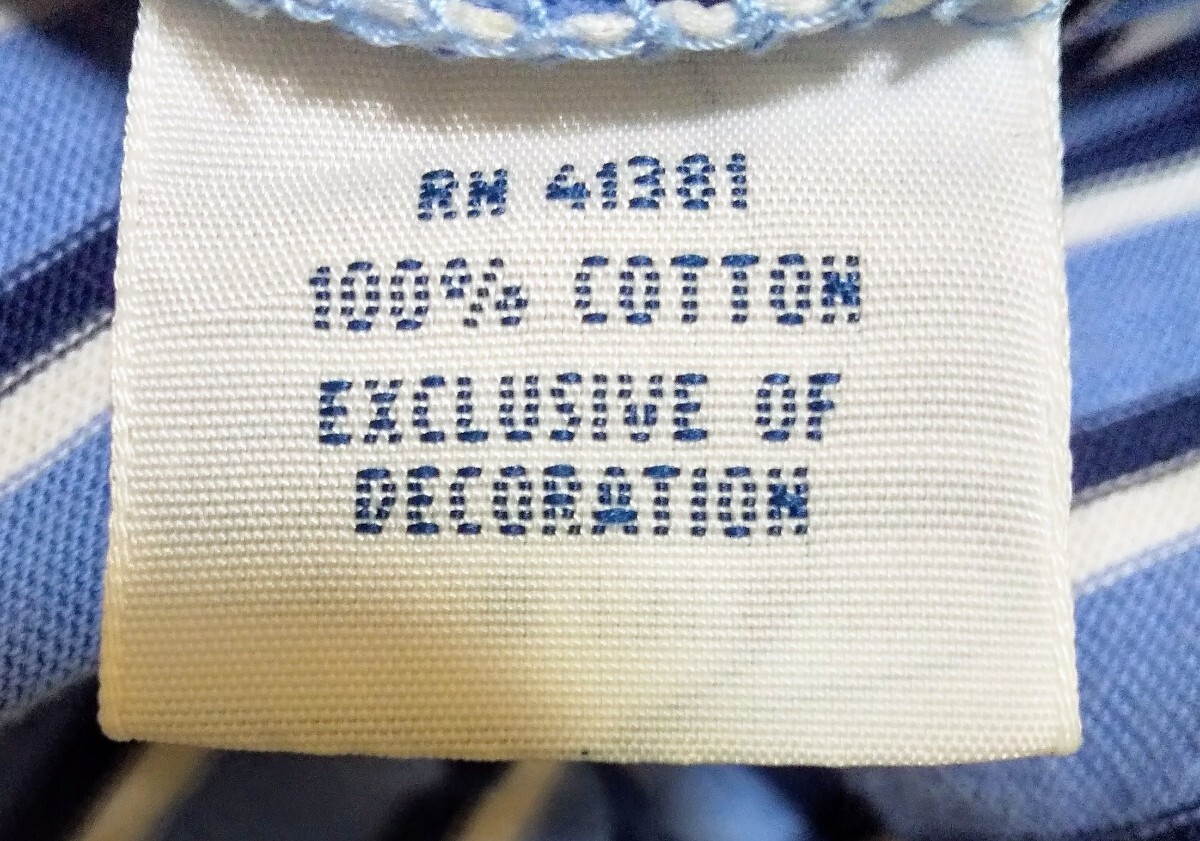 RN 41381
100% COTTON
EXCLUSIVE OF
DECORATION